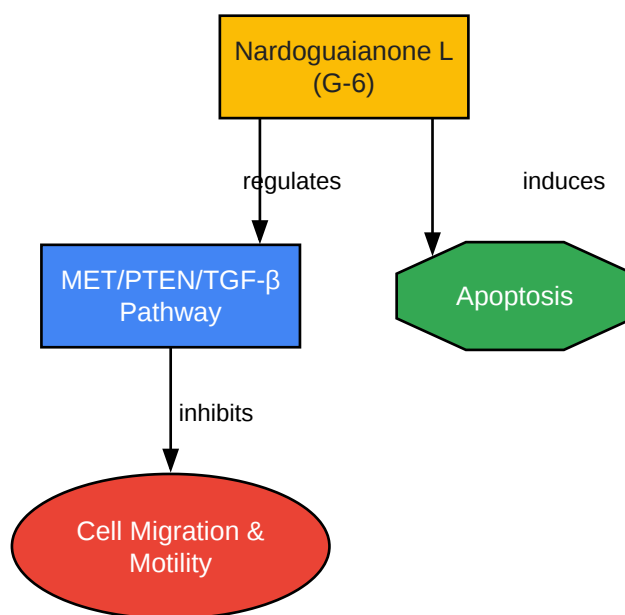 Nardoguaianone L
(G-6)
regulates
induces
MET/PTEN/TGF-β
Pathway
Apoptosis
inhibits
Cell Migration &
Motility